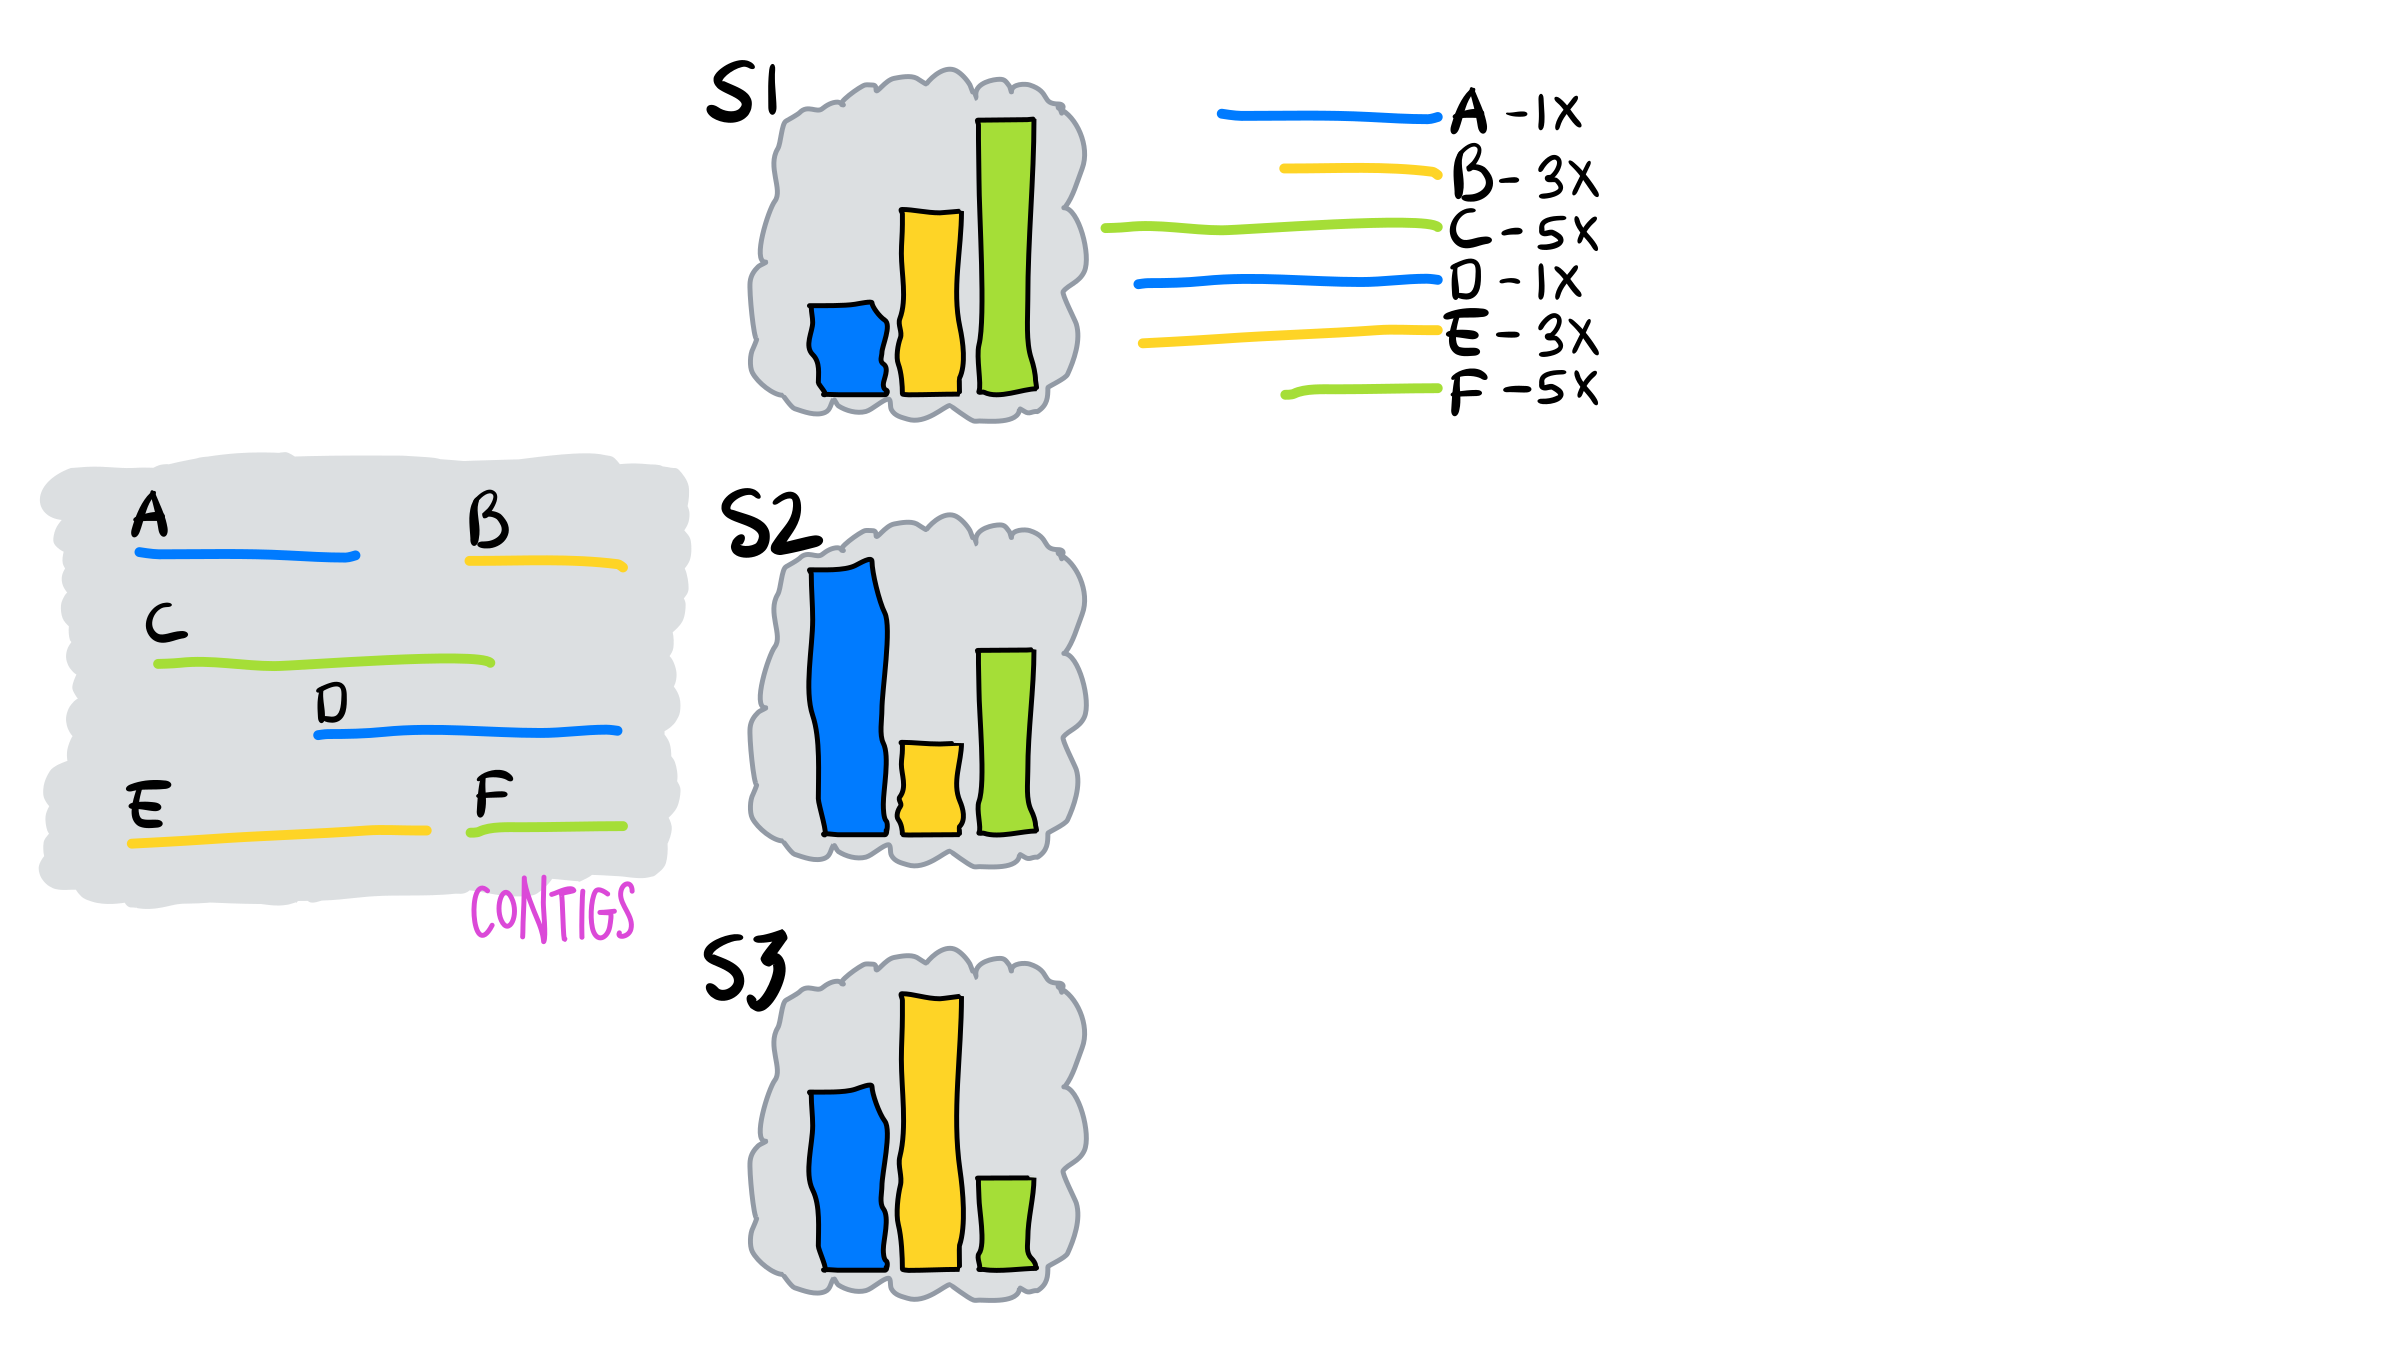 S1
A - 1X
B - 3X
C - 5X
D - 1X
E - 3X
F - 5X
A B
C
D
E F
CONTIGS
S2
S3